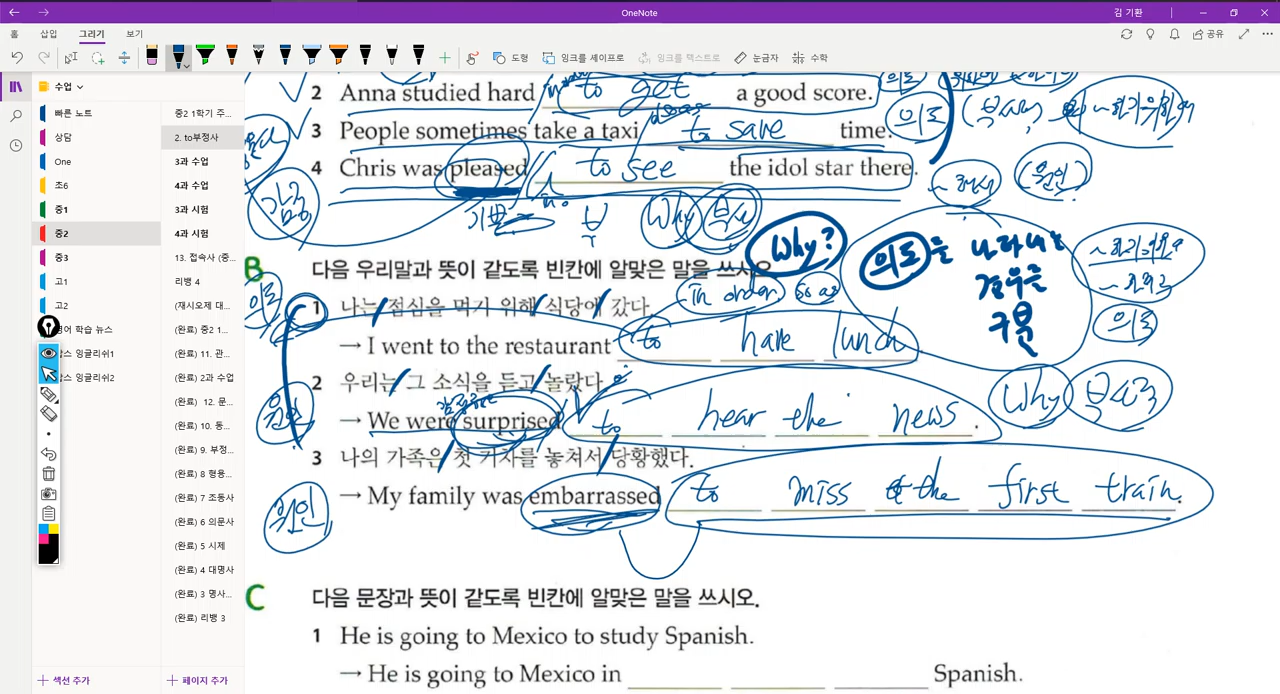 OneNote
김 기환
홈 삽입 그리기 보기
도형 잉크를 셰이프로 잉크를 텍스트로 눈금자 수학
공유
수업
빠른 노트
상담
One
초6
중1
중2
중3
고1
고2
영어 학습 뉴스
잉글리쉬1
잉글리쉬2
섹션 추가
중2 1학기 주...
2. to부정사
3과 수업
4과 수업
3과 시험
4과 시험
13. 접속사 (중...
리뱅 4
(재시오제 대...
(완료) 중2 1...
(완료) 11. 관...
(완료) 2과 수업
(완료) 12. 문...
(완료) 10. 동...
(완료) 9. 부정...
(완료) 8 형용...
(완료) 7 조동사
(완료) 6 의문사
(완료) 5 시제
(완료) 4 대명사
(완료) 3 명사...
(완료) 리뱅 3
페이지 추가
2 Anna studied hard to get a good score.
의도
3 People sometimes take a taxi to save time.
4 Chris was pleased to see the idol star there.
감정
원인
Why 부사
Why?
의도를 나타내는
경우를
구분
의도
B 다음 우리말과 뜻이 같도록 빈칸에 알맞은 말을 쓰시오
의도
1 나는 점심을 먹기 위해 식당에 갔다.
In order so as
→ I went to the restaurant to have lunch
2 우리는 그 소식을 듣고 놀랐다.
원인
→ We were surprised to hear the news.
Why
3 나의 가족은 첫 기차를 놓쳐서 당황했다.
→ My family was embarrassed to miss the first train.
원인
C 다음 문장과 뜻이 같도록 빈칸에 알맞은 말을 쓰시오.
1 He is going to Mexico to study Spanish.
→ He is going to Mexico in Spanish.